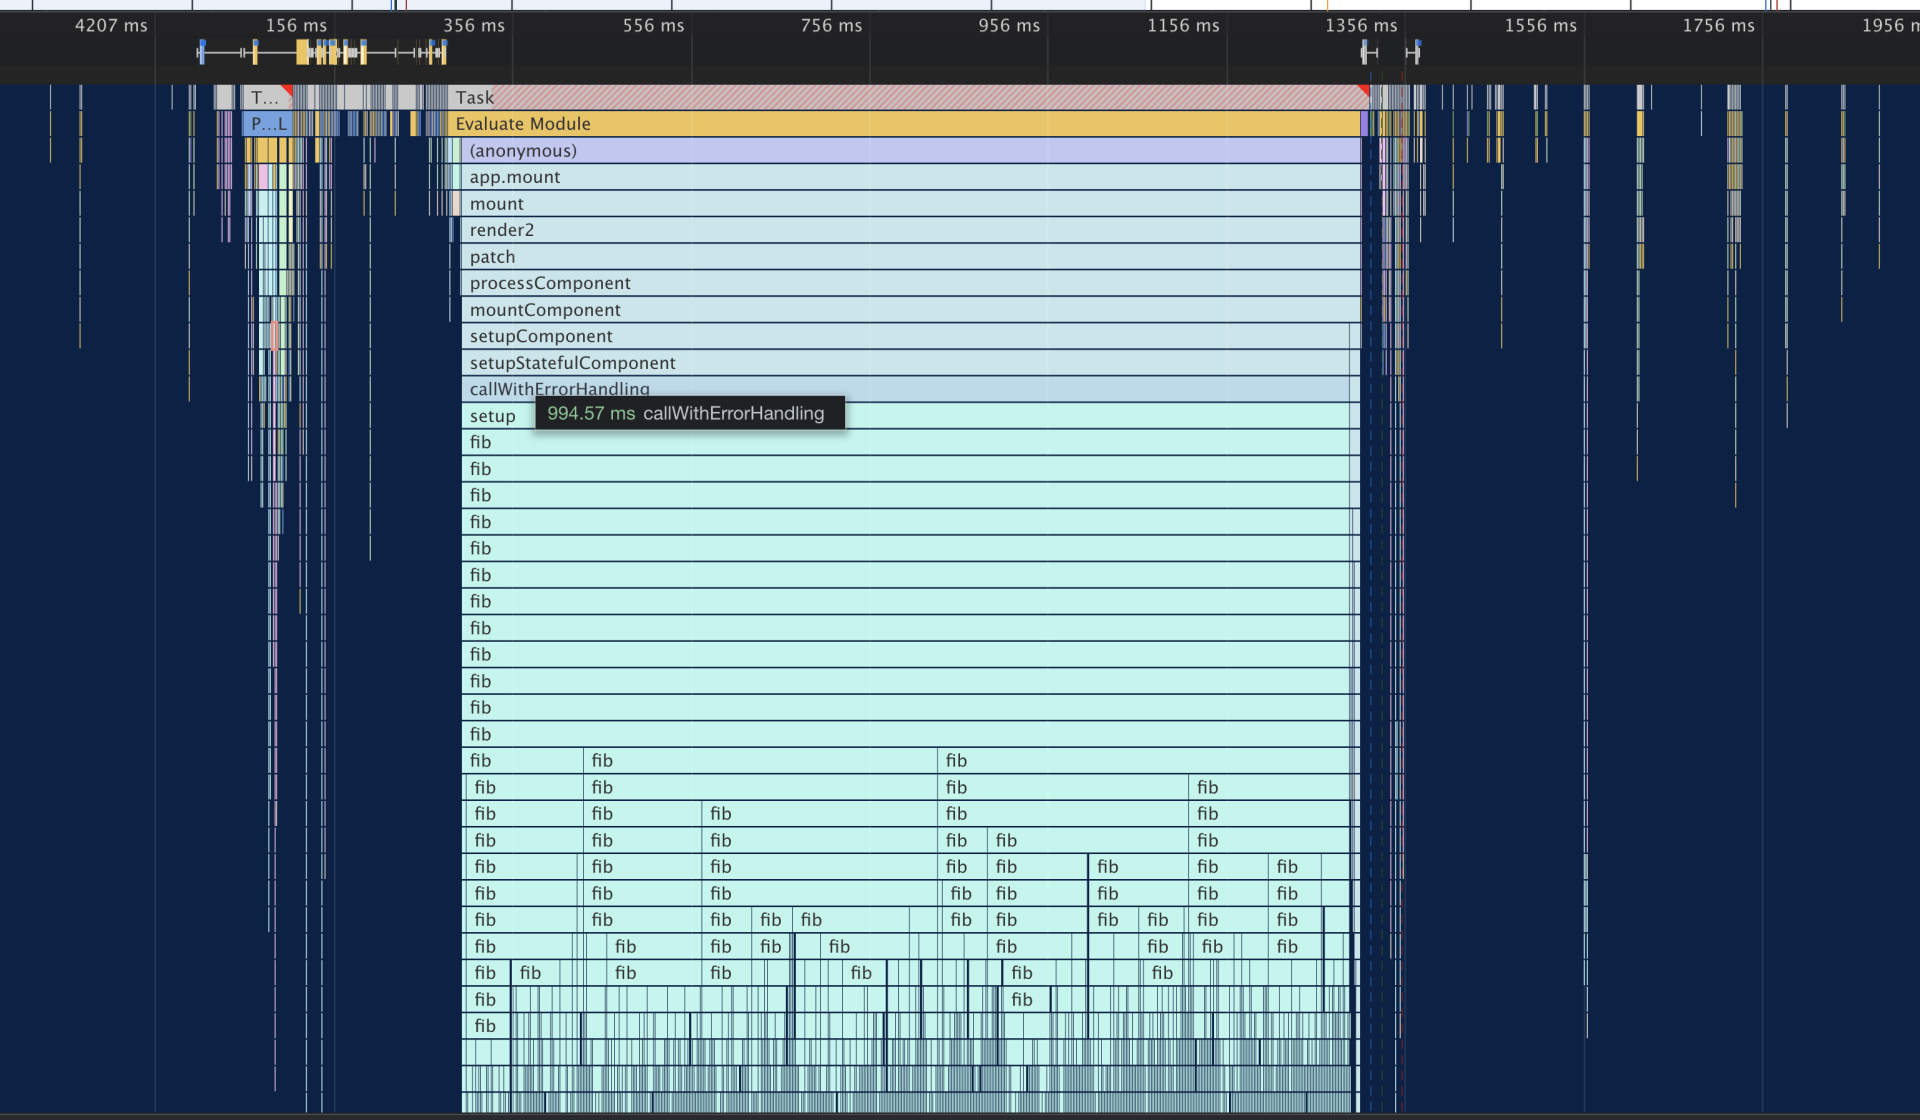 4207 ms 156 ms 356 ms 556 ms 756 ms 956 ms 1156 ms 1356 ms 1556 ms 1756 ms 1956 m
T... Task
P...L Evaluate Module
(anonymous)
app.mount
mount
render2
patch
processComponent
mountComponent
setupComponent
setupStatefulComponent
callWithErrorHandling
994.57 ms callWithErrorHandling
setup
fib
fib
fib
fib
fib
fib
fib
fib
fib
fib
fib
fib
fib fib fib
fib fib fib fib
fib fib fib fib fib
fib fib fib fib fib fib
fib fib fib fib fib fib fib fib
fib fib fib fib fib fib fib fib
fib fib fib fib fib fib fib fib fib fib fib
fib fib fib fib fib fib fib fib fib
fib fib fib fib fib fib fib
fib fib
fib